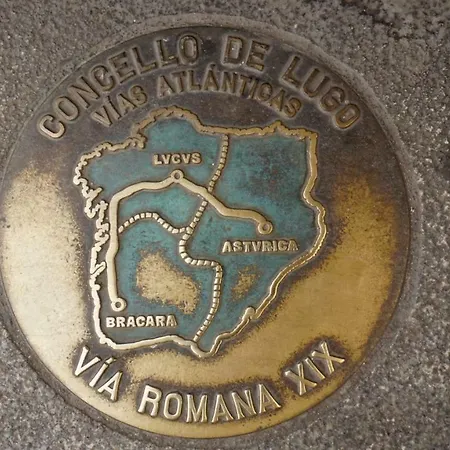 CONCELLO DE LUGO
VÍAS ATLÁNTICAS
LVCVS
ASTVRICA
BRACARA
VÍA ROMANA XIX